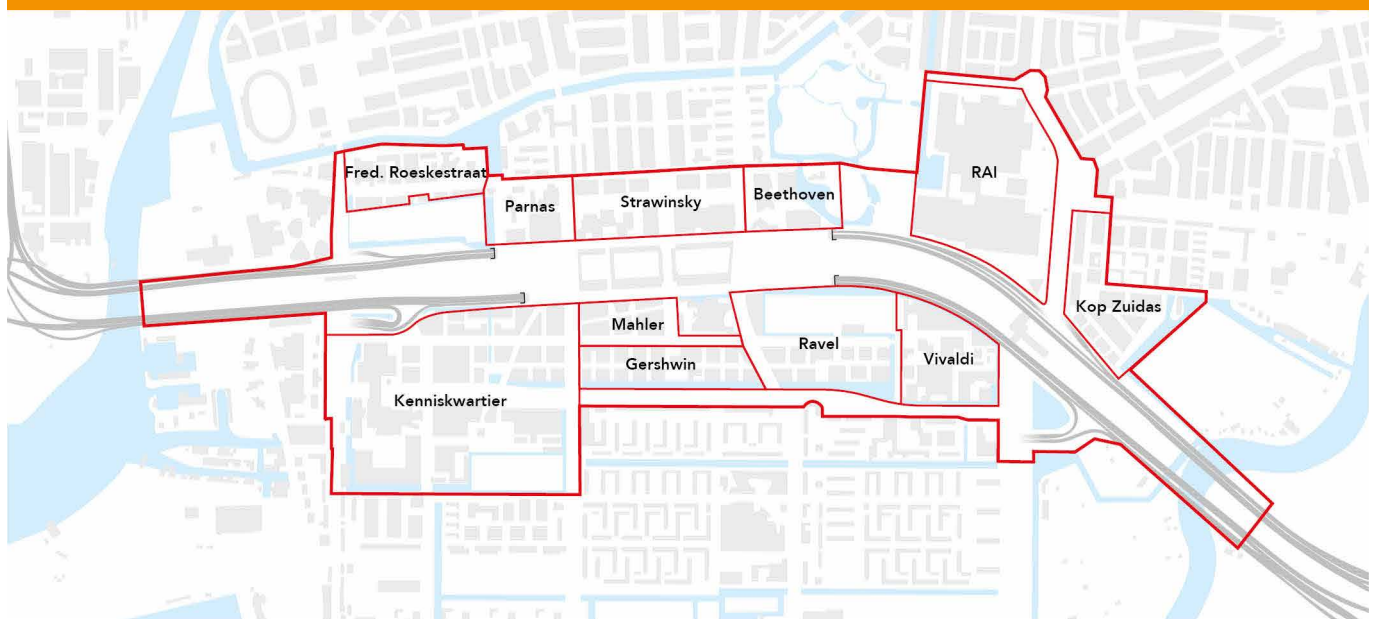 Fred. Roeskestraat
RAI
Parnas
Strawinsky
Beethoven
Kop Zuidas
Mahler
Ravel
Gershwin
Vivaldi
Kenniskwartier